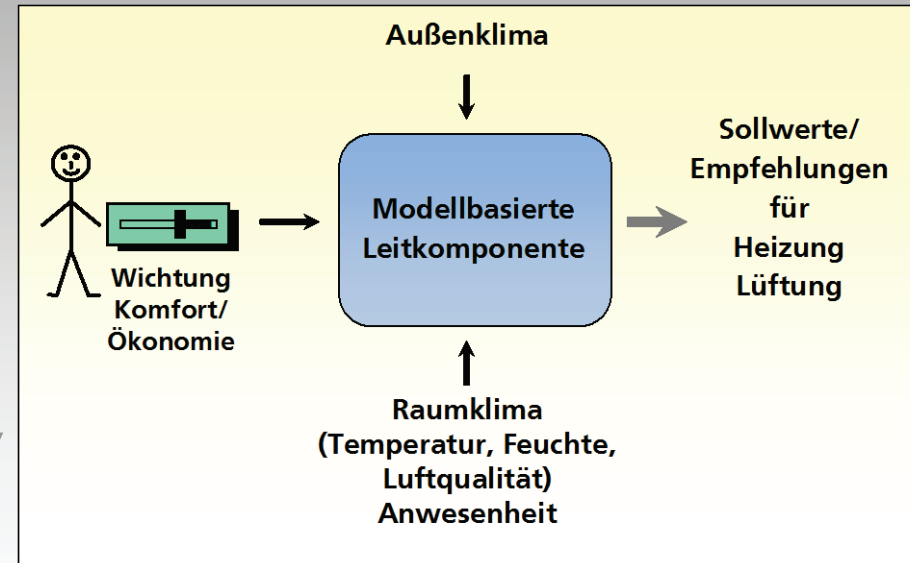 Außenklima
Wichtung
Komfort/
Ökonomie
Modellbasierte
Leitkomponente
Sollwerte/
Empfehlungen
für
Heizung
Lüftung
Raumklima
(Temperatur, Feuchte,
Luftqualität)
Anwesenheit